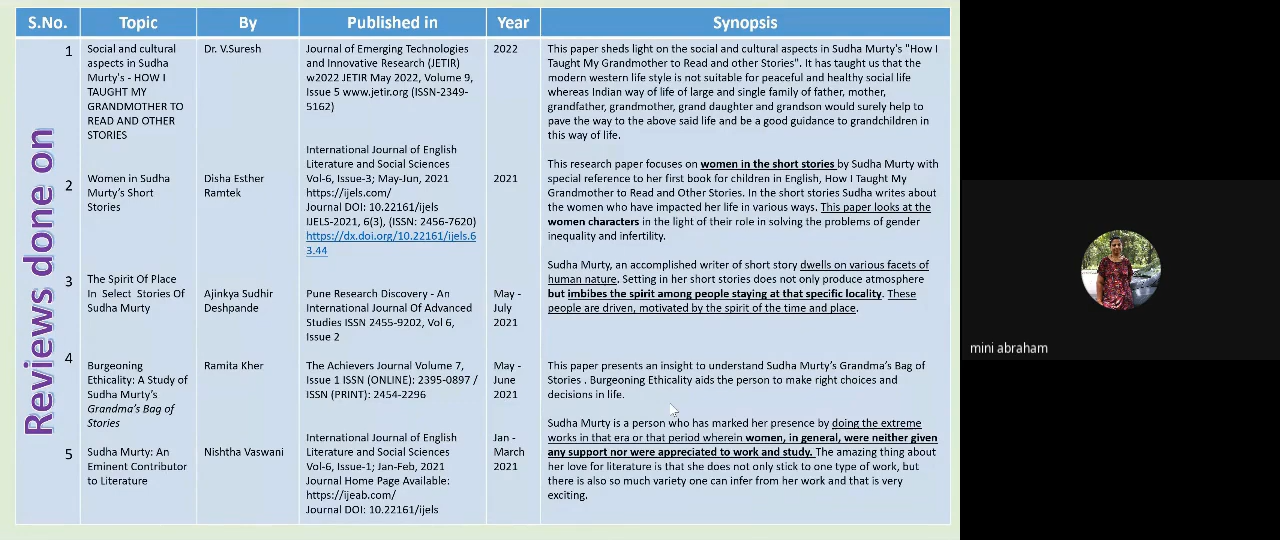 S.No. Topic By Published in Year Synopsis
Reviews done on
1
Social and cultural
aspects in Sudha
Murty's - HOW I
TAUGHT MY
GRANDMOTHER TO
READ AND OTHER
STORIES
Dr. V.Suresh
Journal of Emerging Technologies
and Innovative Research (JETIR)
w2022 JETIR May 2022, Volume 9,
Issue 5 www.jetir.org (ISSN-2349-
5162)
2022
This paper sheds light on the social and cultural aspects in Sudha Murty's "How I
Taught My Grandmother to Read and other Stories". It has taught us that the
modern western life style is not suitable for peaceful and healthy social life
whereas Indian way of life of large and single family of father, mother,
grandfather, grandmother, grand daughter and grandson would surely help to
pave the way to the above said life and be a good guidance to grandchildren in
this way of life.
2
Women in Sudha
Murty's Short
Stories
Disha Esther
Ramtek
International Journal of English
Literature and Social Sciences
Vol-6, Issue-3; May-Jun, 2021
https://ijels.com/
Journal DOI: 10.22161/ijels
IJELS-2021, 6(3), (ISSN: 2456-7620)
https://dx.doi.org/10.22161/ijels.6
3.44
2021
This research paper focuses on women in the short stories by Sudha Murty with
special reference to her first book for children in English, How I Taught My
Grandmother to Read and Other Stories. In the short stories Sudha writes about
the women who have impacted her life in various ways. This paper looks at the
women characters in the light of their role in solving the problems of gender
inequality and infertility.
3
The Spirit Of Place
In Select Stories Of
Sudha Murty
Ajinkya Sudhir
Deshpande
Pune Research Discovery - An
International Journal Of Advanced
Studies ISSN 2455-9202, Vol 6,
Issue 2
May -
July
2021
Sudha Murty, an accomplished writer of short story dwells on various facets of
human nature. Setting in her short stories does not only produce atmosphere
but imbibes the spirit among people staying at that specific locality. These
people are driven, motivated by the spirit of the time and place.
4
Burgeoning
Ethicality: A Study of
Sudha Murty's
Grandma's Bag of
Stories
Ramita Kher
The Achievers Journal Volume 7,
Issue 1 ISSN (ONLINE): 2395-0897 /
ISSN (PRINT): 2454-2296
May -
June
2021
This paper presents an insight to understand Sudha Murty's Grandma's Bag of
Stories . Burgeoning Ethicality aids the person to make right choices and
decisions in life.
5
Sudha Murty: An
Eminent Contributor
to Literature
Nishtha Vaswani
International Journal of English
Literature and Social Sciences
Vol-6, Issue-1; Jan-Feb, 2021
Journal Home Page Available:
https://ijeab.com/
Journal DOI: 10.22161/ijels
Jan -
March
2021
Sudha Murty is a person who has marked her presence by doing the extreme
works in that era or that period wherein women, in general, were neither given
any support nor were appreciated to work and study. The amazing thing about
her love for literature is that she does not only stick to one type of work, but
there is also so much variety one can infer from her work and that is very
exciting.
mini abraham